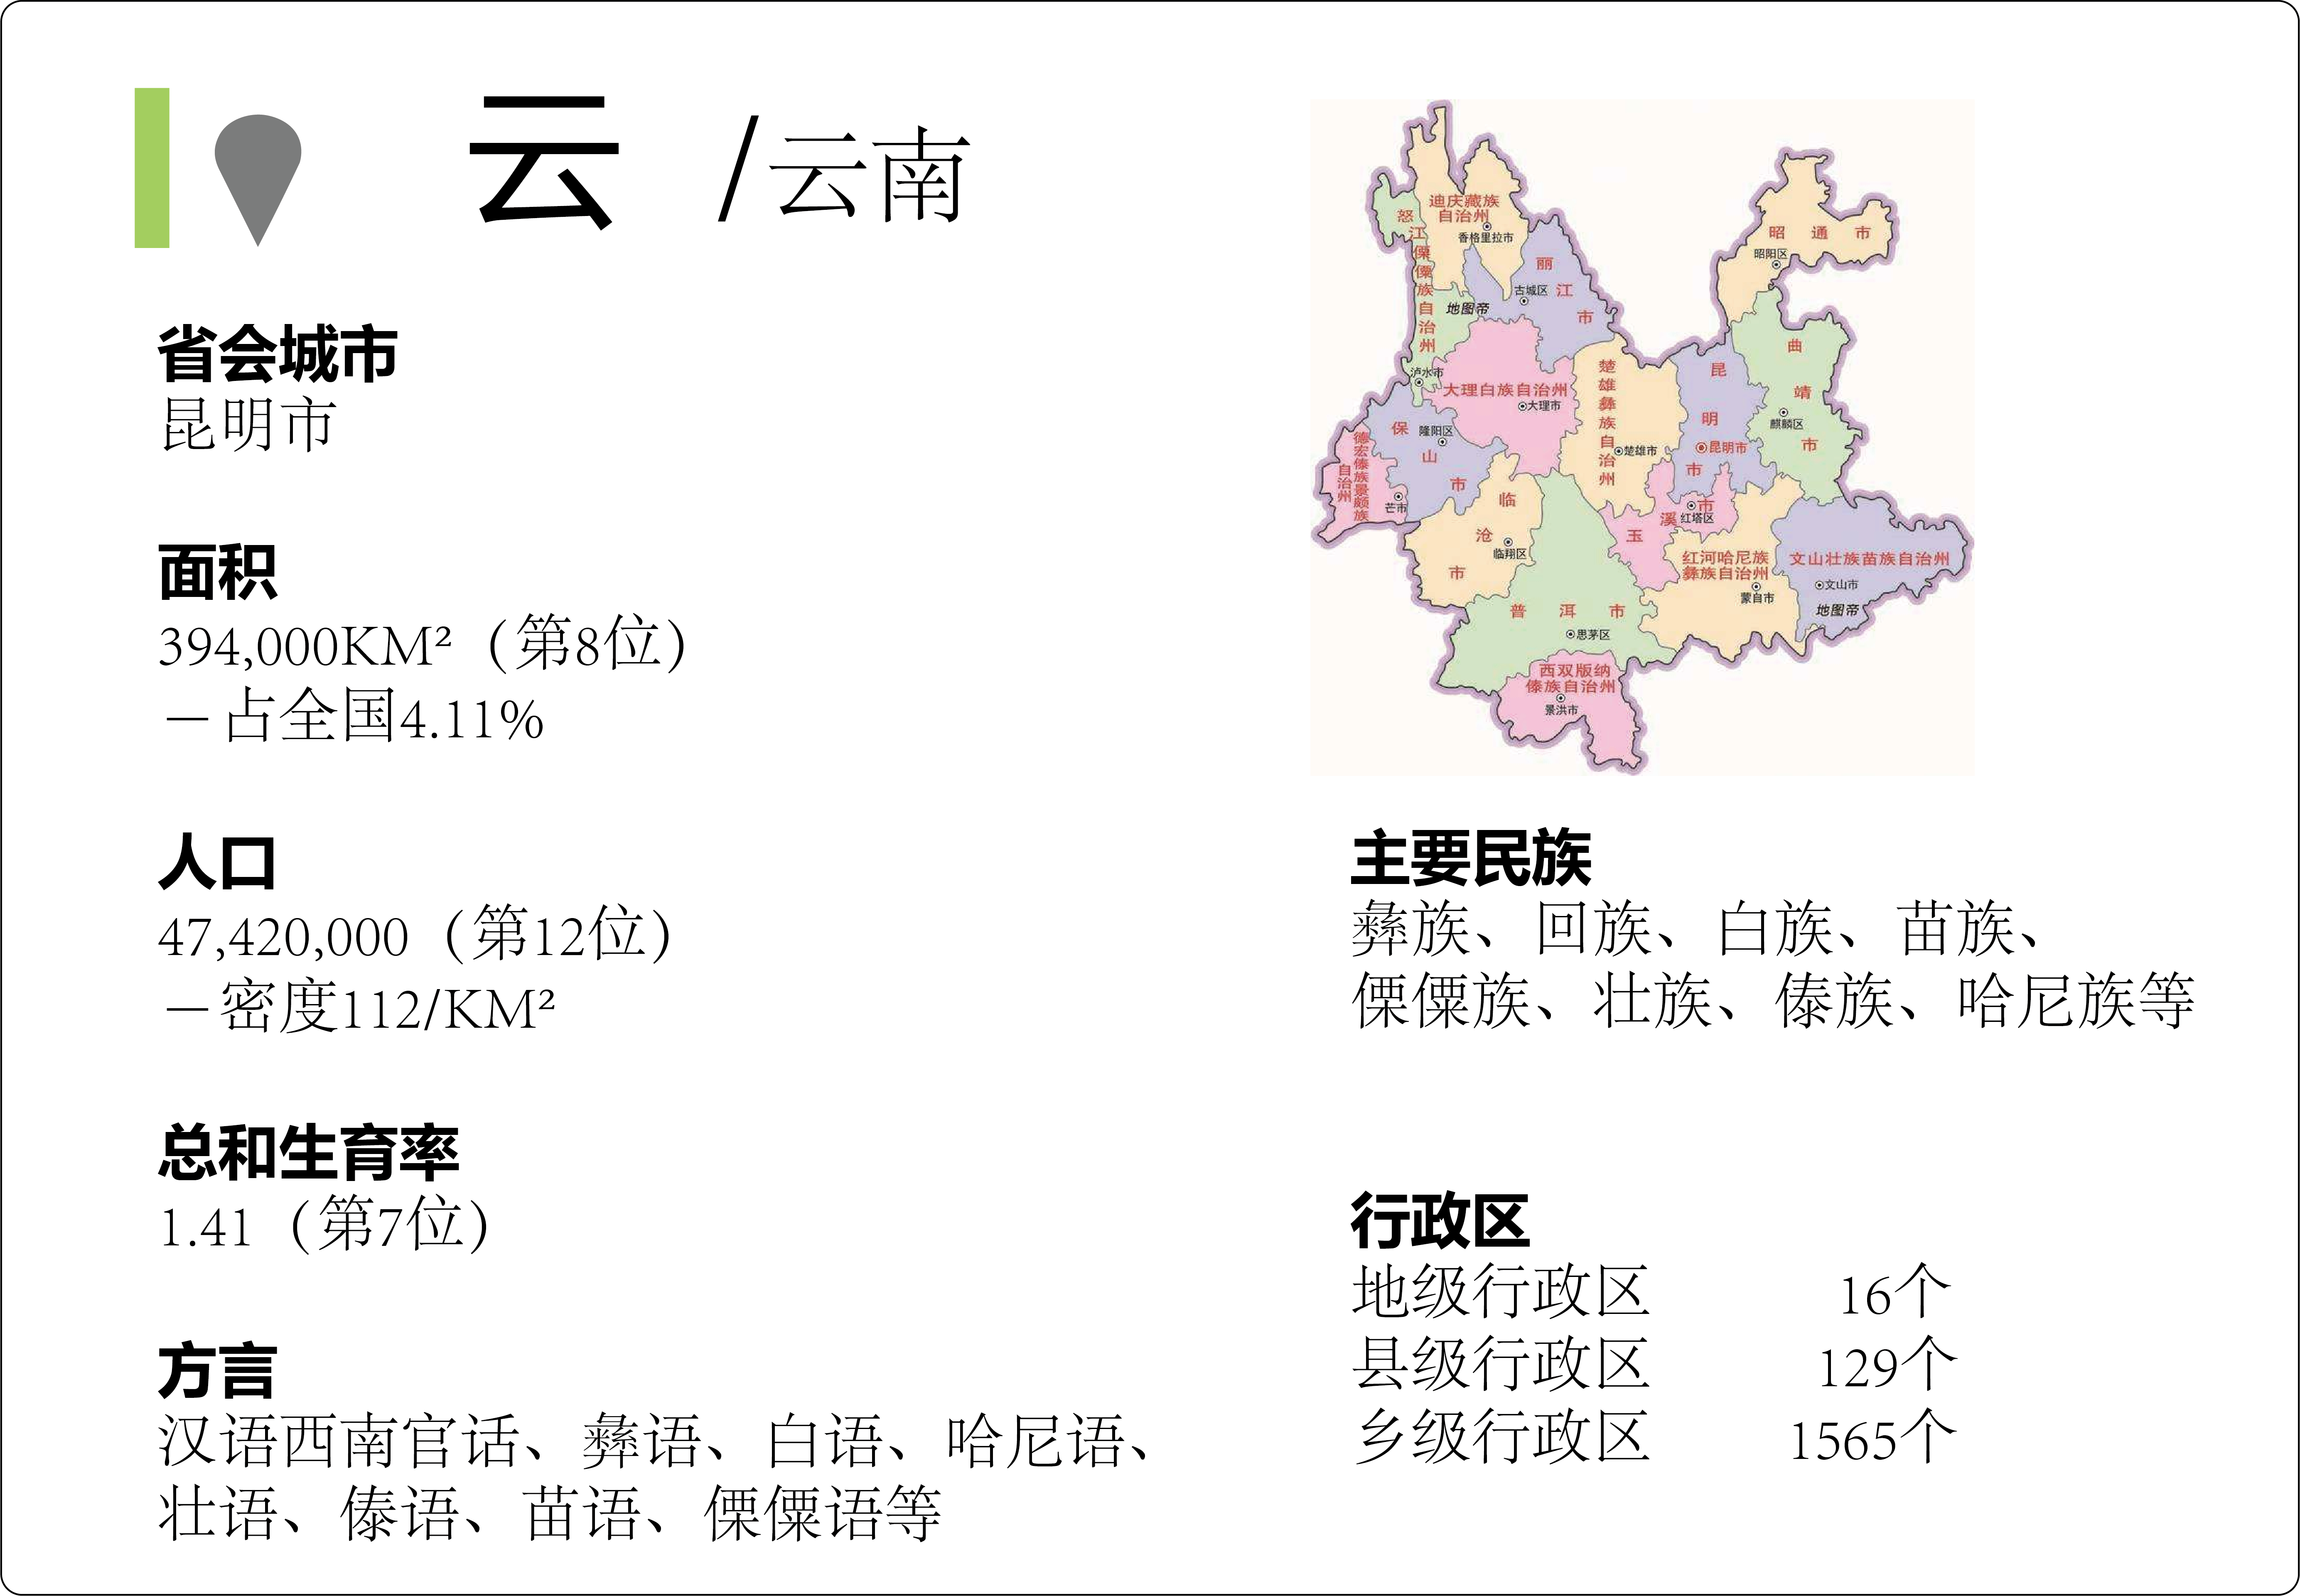 云 /云南
省会城市
昆明市
面积
394,000KM²（第8位）
－占全国4.11%
人口
47,420,000（第12位）
－密度112/KM²
总和生育率
1.41（第7位）
方言
汉语西南官话、彝语、白语、哈尼语、
壮语、傣语、苗语、傈僳语等
迪庆藏族
自治州
香格里拉市
怒江傈僳族自治州
泸水市
丽江市
古城区
地图帝
昭通市
昭阳区
曲靖市
麒麟区
大理白族自治州
大理市
楚雄彝族自治州
楚雄市
昆明市
昆明市
保山市
隆阳区
德宏傣族景颇族
自治州
芒市
临沧市
临翔区
玉溪市
红塔区
红河哈尼族
彝族自治州
蒙自市
文山壮族苗族自治州
文山市
地图帝
普洱市
思茅区
西双版纳
傣族自治州
景洪市
主要民族
彝族、回族、白族、苗族、
傈僳族、壮族、傣族、哈尼族等
行政区
地级行政区 16个
县级行政区 129个
乡级行政区 1565个